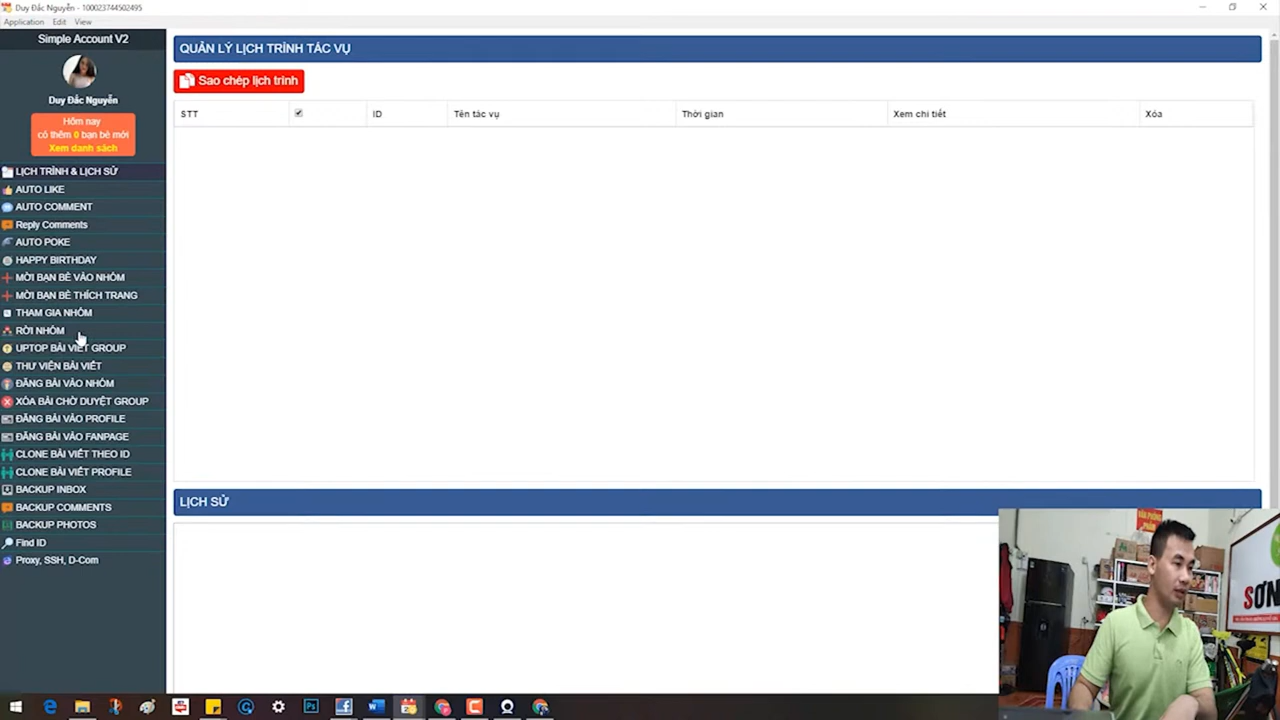 Duy Đắc Nguyễn - 100023744502495
Application Edit View
Simple Account V2
Duy Đắc Nguyễn
Hôm nay
có thêm 0 bạn bè mới
Xem danh sách
LỊCH TRÌNH & LỊCH SỬ
AUTO LIKE
AUTO COMMENT
Reply Comments
AUTO POKE
HAPPY BIRTHDAY
MỜI BẠN BÈ VÀO NHÓM
MỜI BẠN BÈ THÍCH TRANG
THAM GIA NHÓM
RỜI NHÓM
UPTOP BÀI VIẾT GROUP
THƯ VIỆN BÀI VIẾT
ĐĂNG BÀI VÀO NHÓM
XÓA BÀI CHỜ DUYỆT GROUP
ĐĂNG BÀI VÀO PROFILE
ĐĂNG BÀI VÀO FANPAGE
CLONE BÀI VIẾT THEO ID
CLONE BÀI VIẾT PROFILE
BACKUP INBOX
BACKUP COMMENTS
BACKUP PHOTOS
Find ID
Proxy, SSH, D-Com
QUẢN LÝ LỊCH TRÌNH TÁC VỤ
Sao chép lịch trình
STT ID Tên tác vụ Thời gian Xem chi tiết Xóa
LỊCH SỬ
VĂN PHÒNG
PHẨM
SƠN